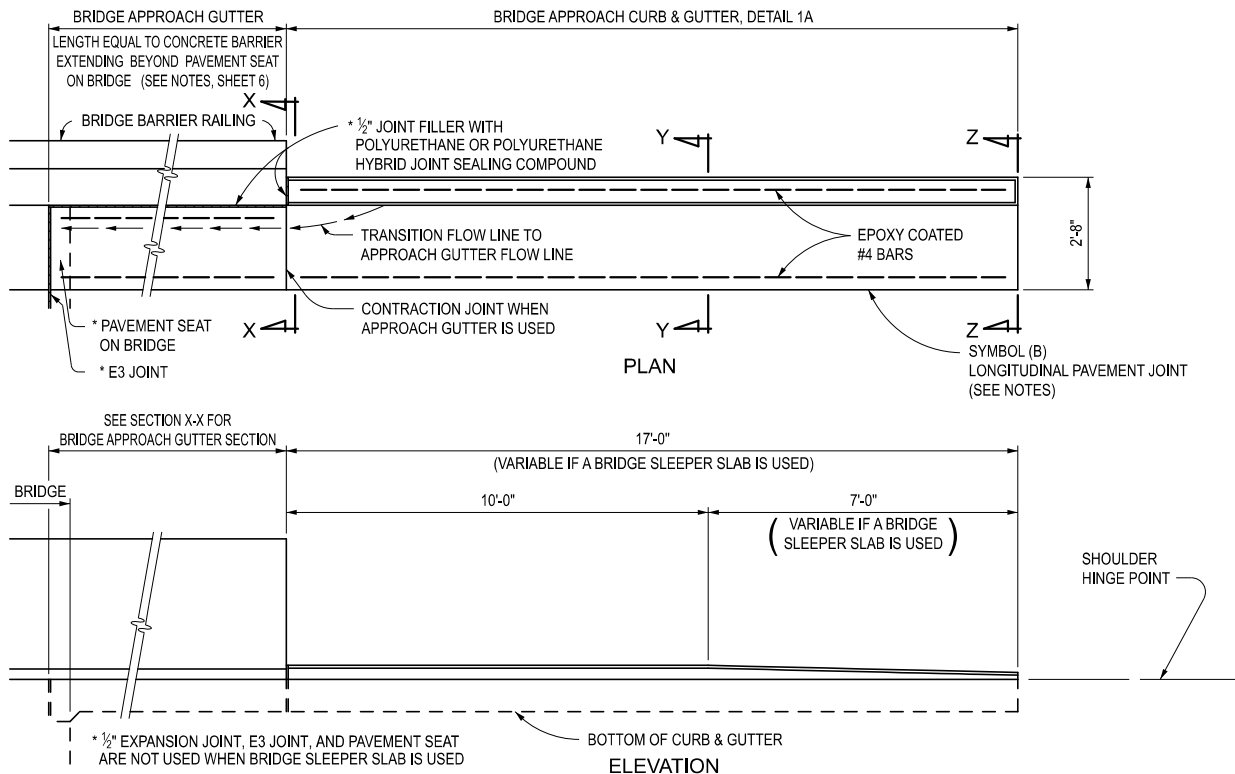 BRIDGE APPROACH GUTTER
BRIDGE APPROACH CURB & GUTTER, DETAIL 1A
LENGTH EQUAL TO CONCRETE BARRIER
EXTENDING BEYOND PAVEMENT SEAT
ON BRIDGE (SEE NOTES, SHEET 6)
X
BRIDGE BARRIER RAILING
* ½" JOINT FILLER WITH
POLYURETHANE OR POLYURETHANE
HYBRID JOINT SEALING COMPOUND
Y
Z
TRANSITION FLOW LINE TO
APPROACH GUTTER FLOW LINE
EPOXY COATED
#4 BARS
2'-8"
CONTRACTION JOINT WHEN
APPROACH GUTTER IS USED
X
Y
Z
* PAVEMENT SEAT
ON BRIDGE
* E3 JOINT
PLAN
SYMBOL (B)
LONGITUDINAL PAVEMENT JOINT
(SEE NOTES)
SEE SECTION X-X FOR
BRIDGE APPROACH GUTTER SECTION
17'-0"
(VARIABLE IF A BRIDGE SLEEPER SLAB IS USED)
BRIDGE
10'-0"
7'-0"
( VARIABLE IF A BRIDGE
SLEEPER SLAB IS USED )
SHOULDER
HINGE POINT
* ½" EXPANSION JOINT, E3 JOINT, AND PAVEMENT SEAT
ARE NOT USED WHEN BRIDGE SLEEPER SLAB IS USED
BOTTOM OF CURB & GUTTER
ELEVATION